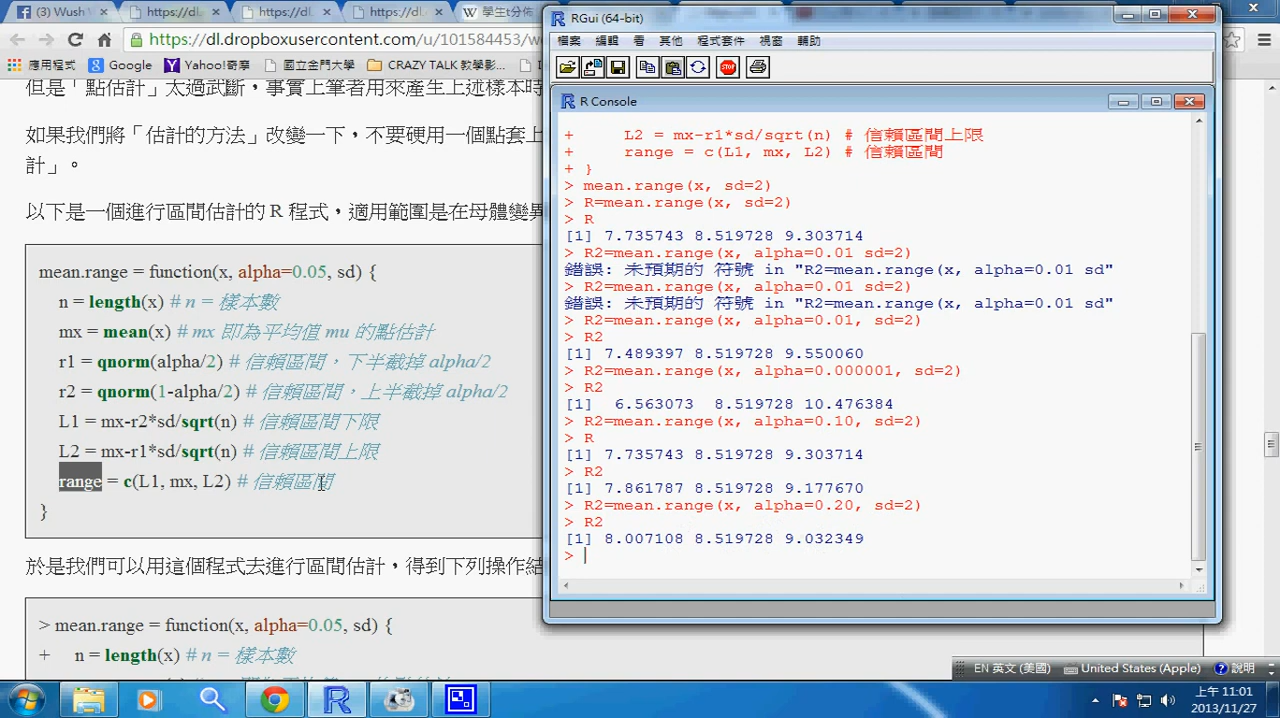 (3) Wush W
https://dl.
https://dl.
https://dl.
學生t分佈
https://dl.dropboxusercontent.com/u/101584453/w
應用程式
Google
Yahoo!奇摩
國立金門大學
CRAZY TALK 教學影...
但是「點估計」太過武斷，事實上筆者用來產生上述樣本時
如果我們將「估計的方法」改變一下，不要硬用一個點套上
計」。
以下是一個進行區間估計的 R 程式，適用範圍是在母體變異
mean.range = function(x, alpha=0.05, sd) {
n = length(x) # n = 樣本數
mx = mean(x) # mx 即為平均值 mu 的點估計
r1 = qnorm(alpha/2) # 信賴區間，下半截掉 alpha/2
r2 = qnorm(1-alpha/2) # 信賴區間，上半截掉 alpha/2
L1 = mx-r2*sd/sqrt(n) # 信賴區間下限
L2 = mx-r1*sd/sqrt(n) # 信賴區間上限
range = c(L1, mx, L2) # 信賴區間
}
於是我們可以用這個程式去進行區間估計，得到下列操作結
> mean.range = function(x, alpha=0.05, sd) {
+ n = length(x) # n = 樣本數
RGui (64-bit)
檔案 編輯 看 其他 程式套件 視窗 輔助
STOP
R Console
+ L2 = mx-r1*sd/sqrt(n) # 信賴區間上限
+ range = c(L1, mx, L2) # 信賴區間
+ }
> mean.range(x, sd=2)
> R=mean.range(x, sd=2)
> R
[1] 7.735743 8.519728 9.303714
> R2=mean.range(x, alpha=0.01 sd=2)
錯誤: 未預期的 符號 in "R2=mean.range(x, alpha=0.01 sd"
> R2=mean.range(x, alpha=0.01 sd=2)
錯誤: 未預期的 符號 in "R2=mean.range(x, alpha=0.01 sd"
> R2=mean.range(x, alpha=0.01, sd=2)
> R2
[1] 7.489397 8.519728 9.550060
> R2=mean.range(x, alpha=0.000001, sd=2)
> R2
[1] 6.563073 8.519728 10.476384
> R2=mean.range(x, alpha=0.10, sd=2)
> R
[1] 7.735743 8.519728 9.303714
> R2
[1] 7.861787 8.519728 9.177670
> R2=mean.range(x, alpha=0.20, sd=2)
> R2
[1] 8.007108 8.519728 9.032349
>
EN 英文 (美國)
United States (Apple)
說明
上午 11:01
2013/11/27